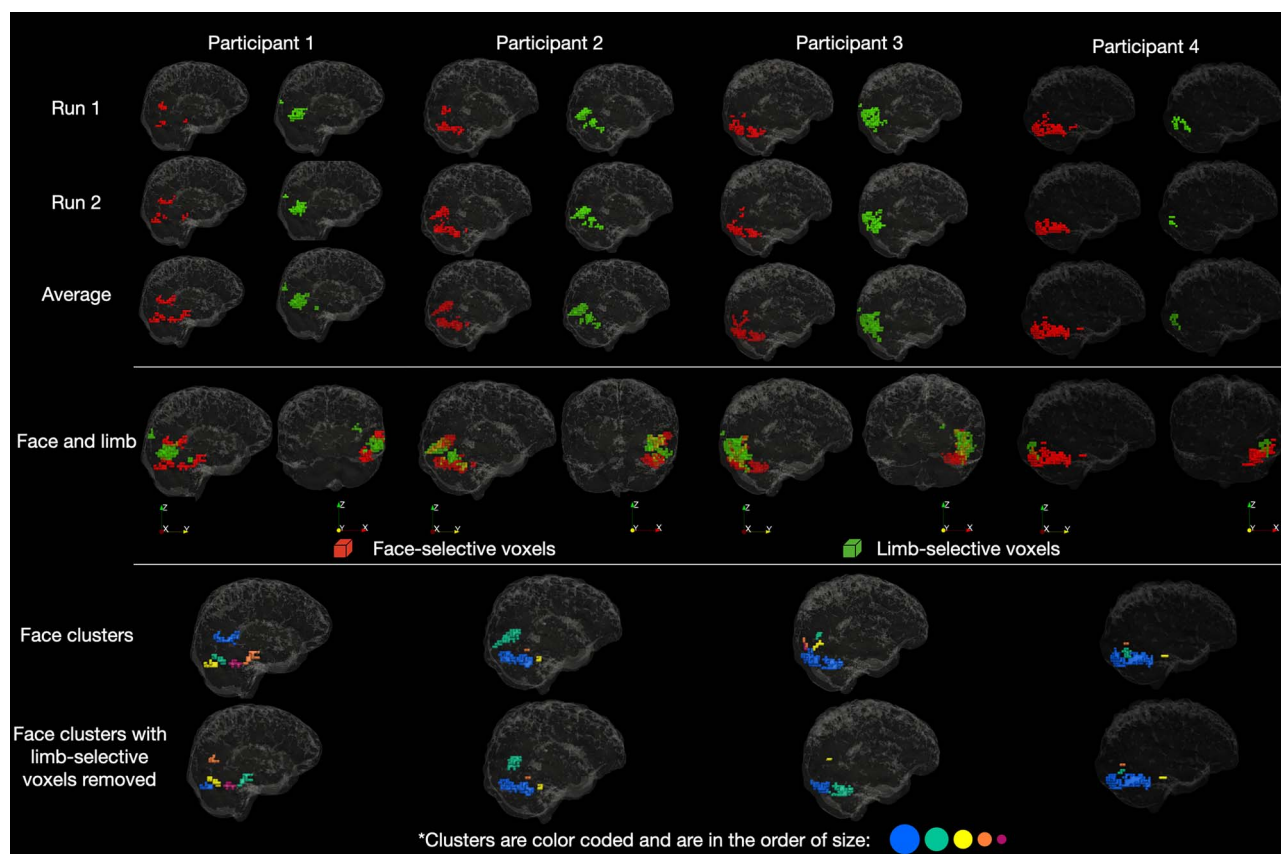 Participant 1
Participant 2
Participant 3
Participant 4
Run 1
Run 2
Average
Face and limb
Z
X Y
Z
Y X
Z
X Y
Z
Y X
Z
X Y
Z
Y X
Z
X Y
Z
Y X
Face-selective voxels
Limb-selective voxels
Face clusters
Face clusters with
limb-selective
voxels removed
*Clusters are color coded and are in the order of size: